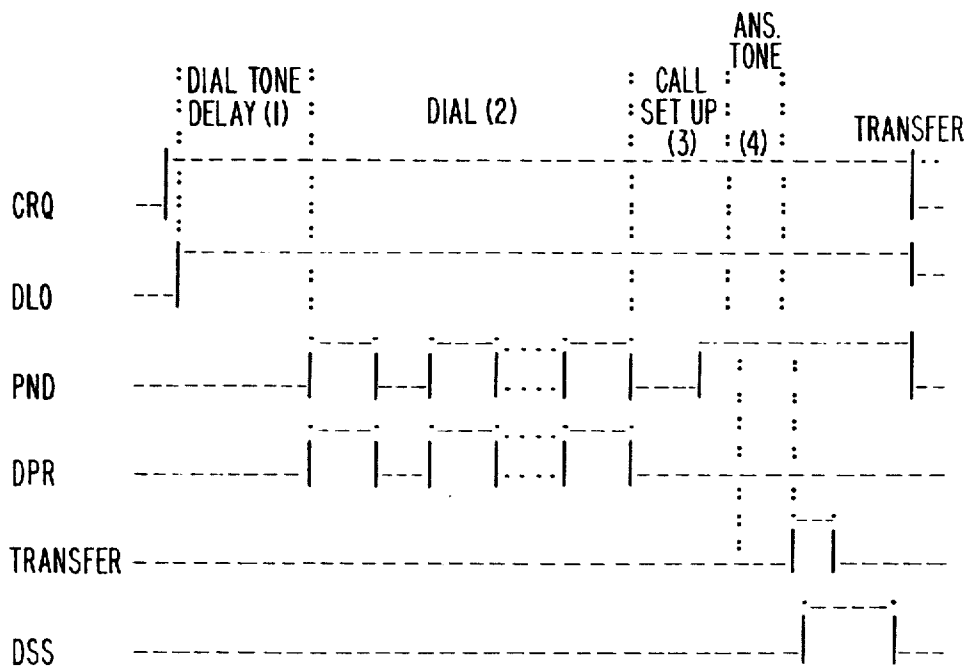 ANS.
TONE
DIAL TONE
DELAY (1)
DIAL (2)
CALL
SET UP
(3)
(4)
TRANSFER
CRQ
DLO
PND
DPR
TRANSFER
DSS